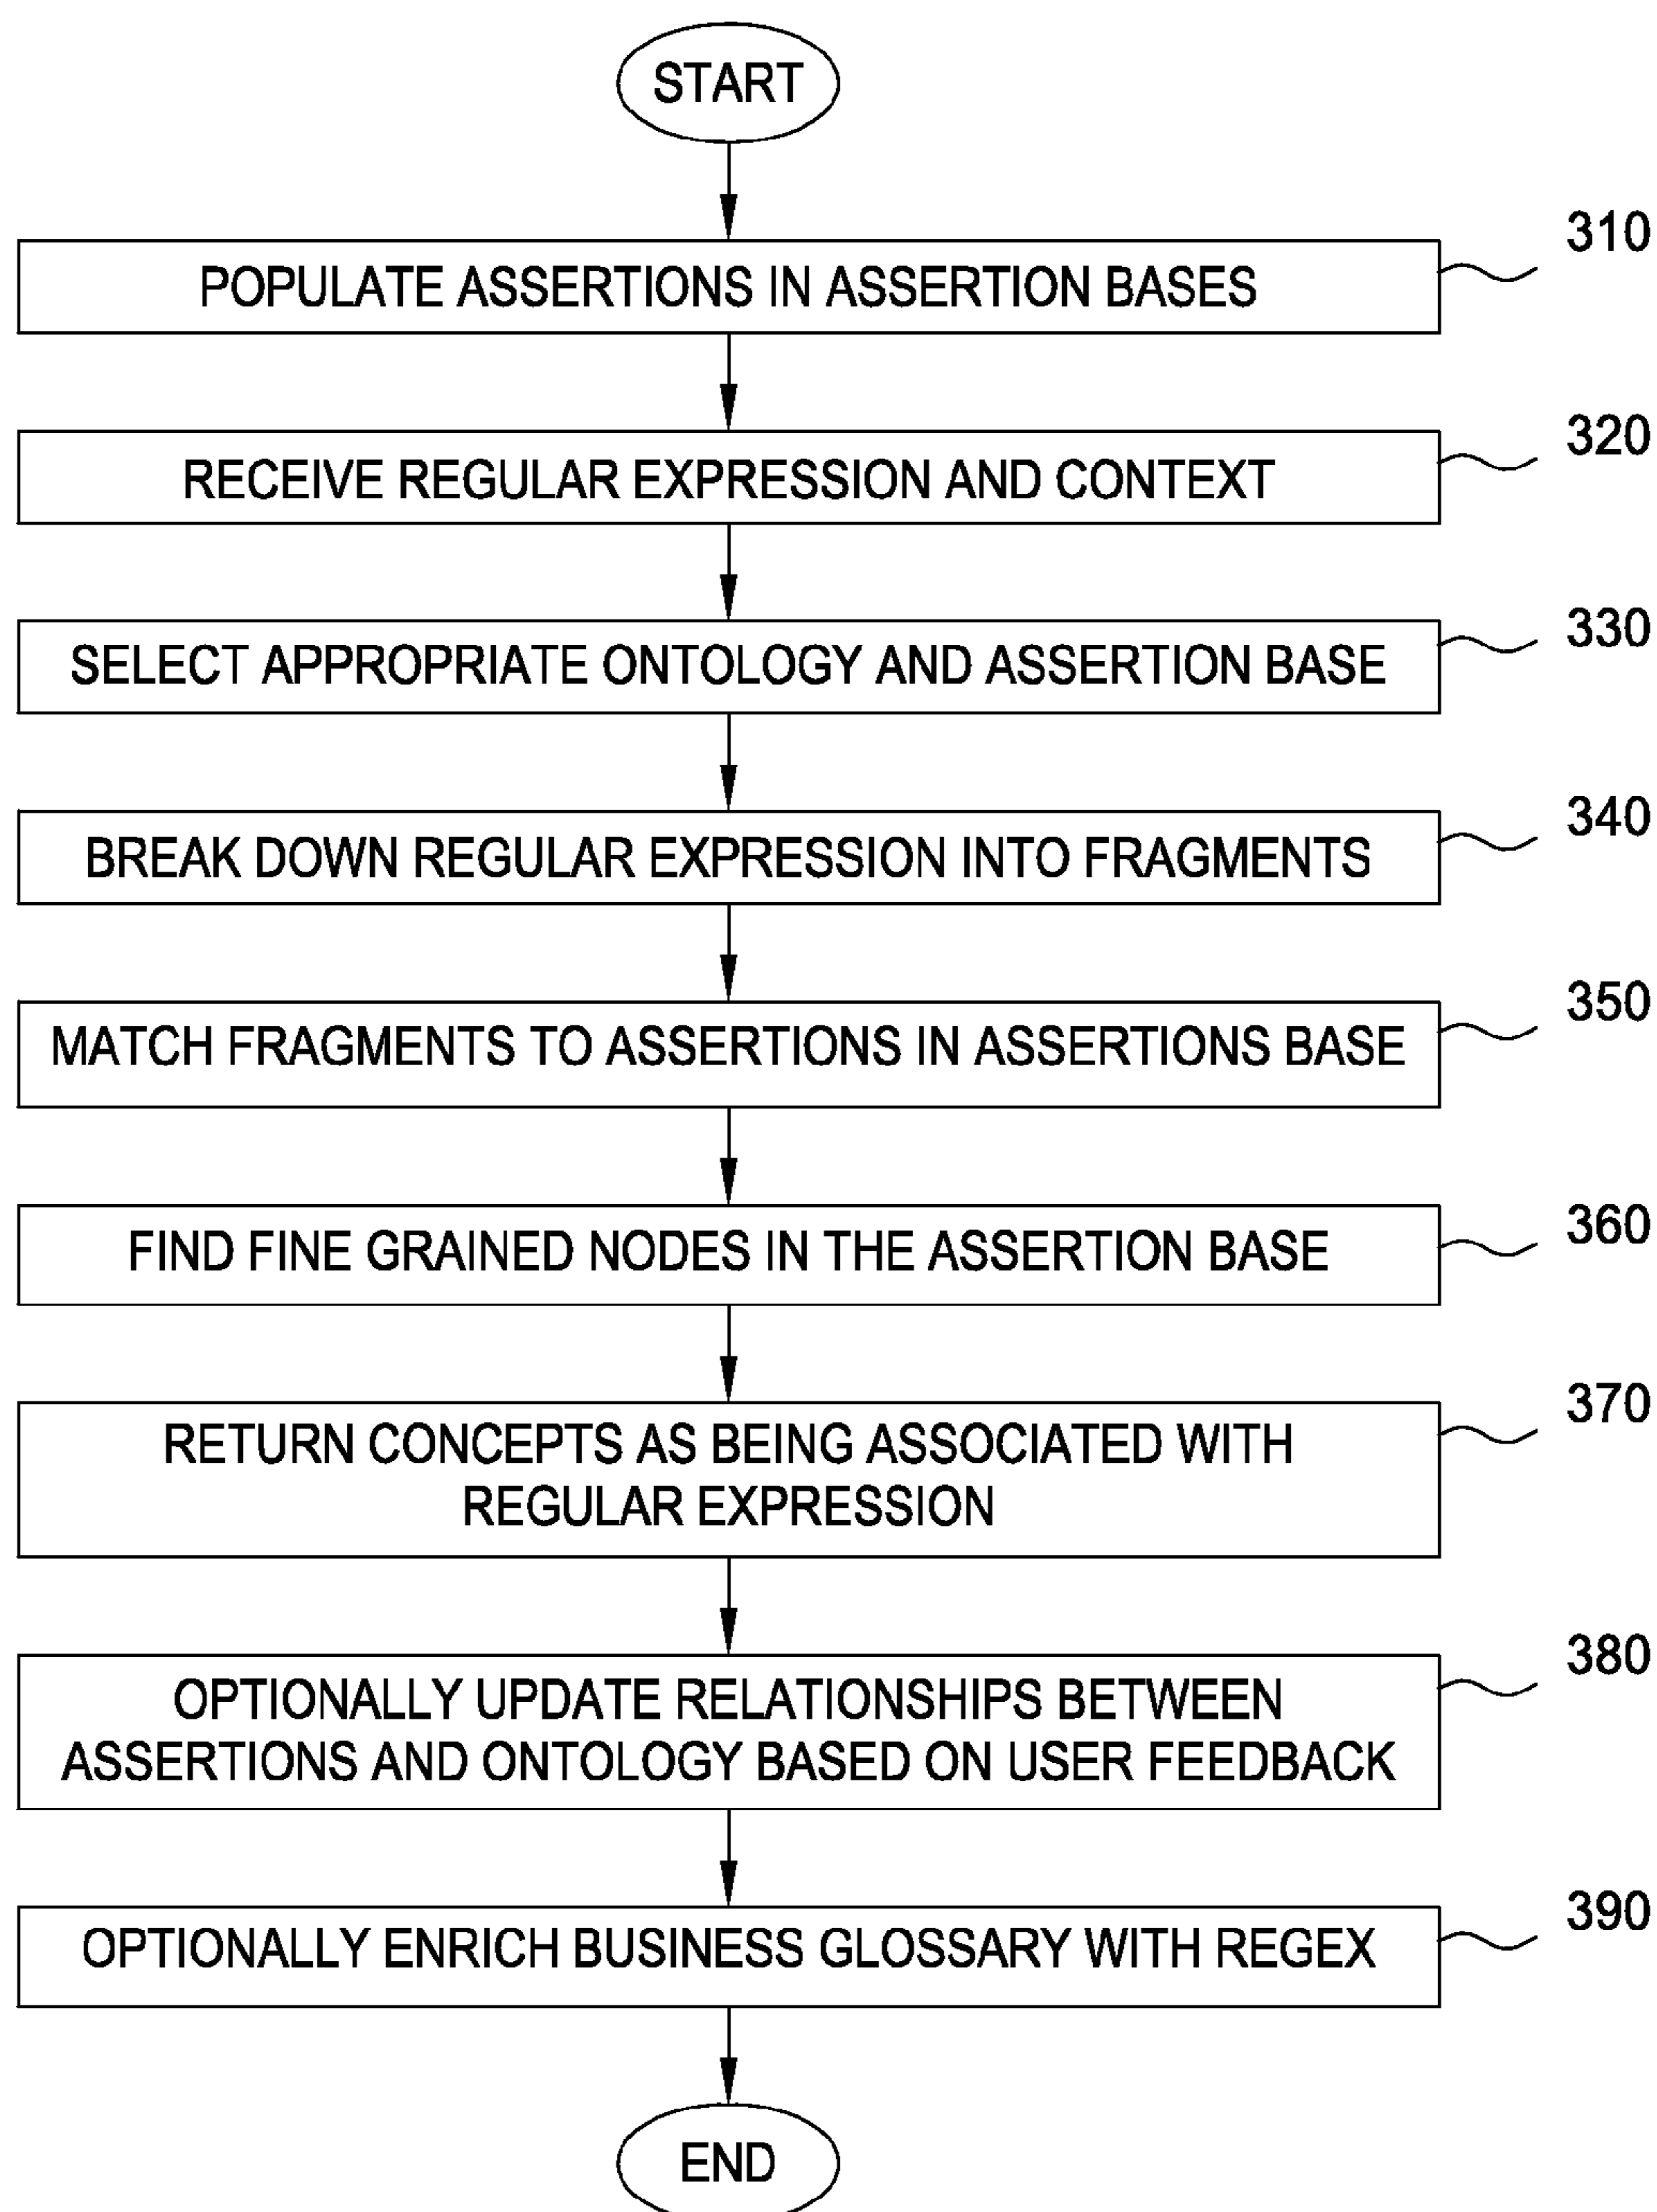 START
310
POPULATE ASSERTIONS IN ASSERTION BASES
320
RECEIVE REGULAR EXPRESSION AND CONTEXT
330
SELECT APPROPRIATE ONTOLOGY AND ASSERTION BASE
340
BREAK DOWN REGULAR EXPRESSION INTO FRAGMENTS
350
MATCH FRAGMENTS TO ASSERTIONS IN ASSERTIONS BASE
360
FIND FINE GRAINED NODES IN THE ASSERTION BASE
370
RETURN CONCEPTS AS BEING ASSOCIATED WITH
REGULAR EXPRESSION
380
OPTIONALLY UPDATE RELATIONSHIPS BETWEEN
ASSERTIONS AND ONTOLOGY BASED ON USER FEEDBACK
390
OPTIONALLY ENRICH BUSINESS GLOSSARY WITH REGEX
END